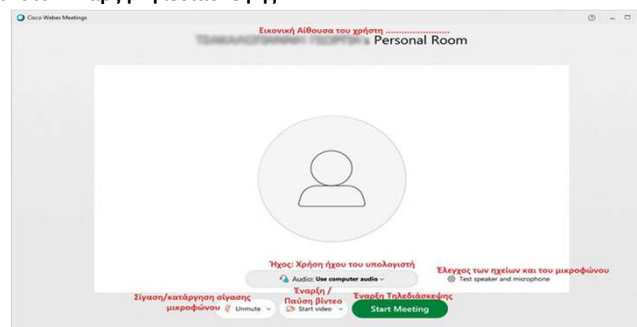 Cisco Webex Meetings
Εικονική Αίθουσα του χρήστη .......................
Personal Room
Ήχος: Χρήση ήχου του υπολογιστή
Audio: Use computer audio
Έλεγχος των ηχείων και του μικροφώνου
Test speaker and microphone
Σίγαση/κατάργηση σίγασης
μικροφώνου
Unmute
Έναρξη /
Παύση βίντεο
Start video
Έναρξη Τηλεδιάσκεψης
Start Meeting